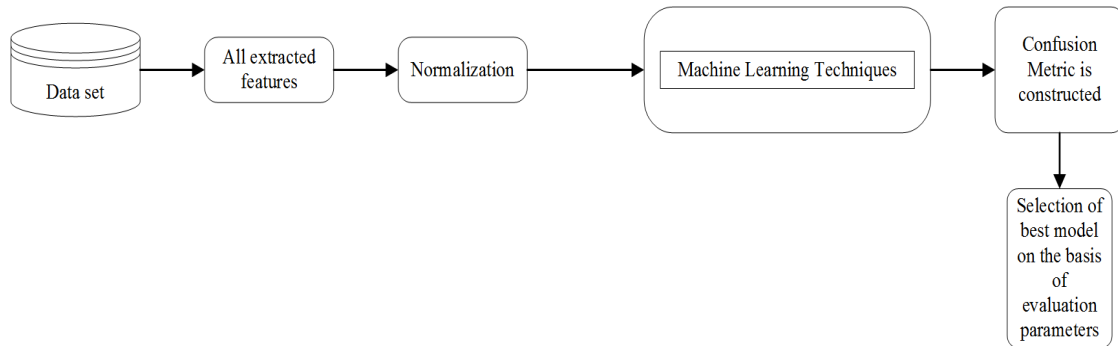 Data set
All extracted
features
Normalization
Machine Learning Techniques
Confusion
Metric is
constructed
Selection of
best model
on the basis
of
evaluation
parameters